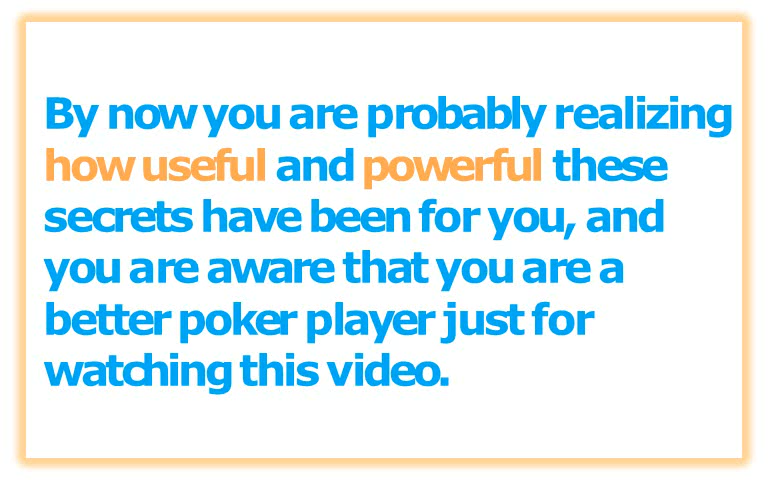 By now you are probably realizing
how useful and powerful these
secrets have been for you, and
you are aware that you are a
better poker player just for
watching this video.